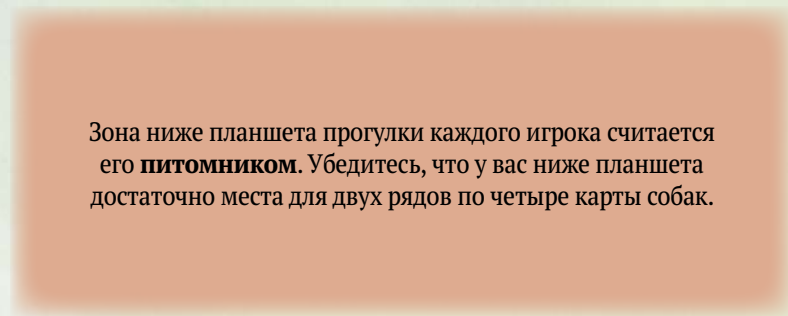 Зона ниже планшета прогулки каждого игрока считается
его питомником. Убедитесь, что у вас ниже планшета
достаточно места для двух рядов по четыре карты собак.